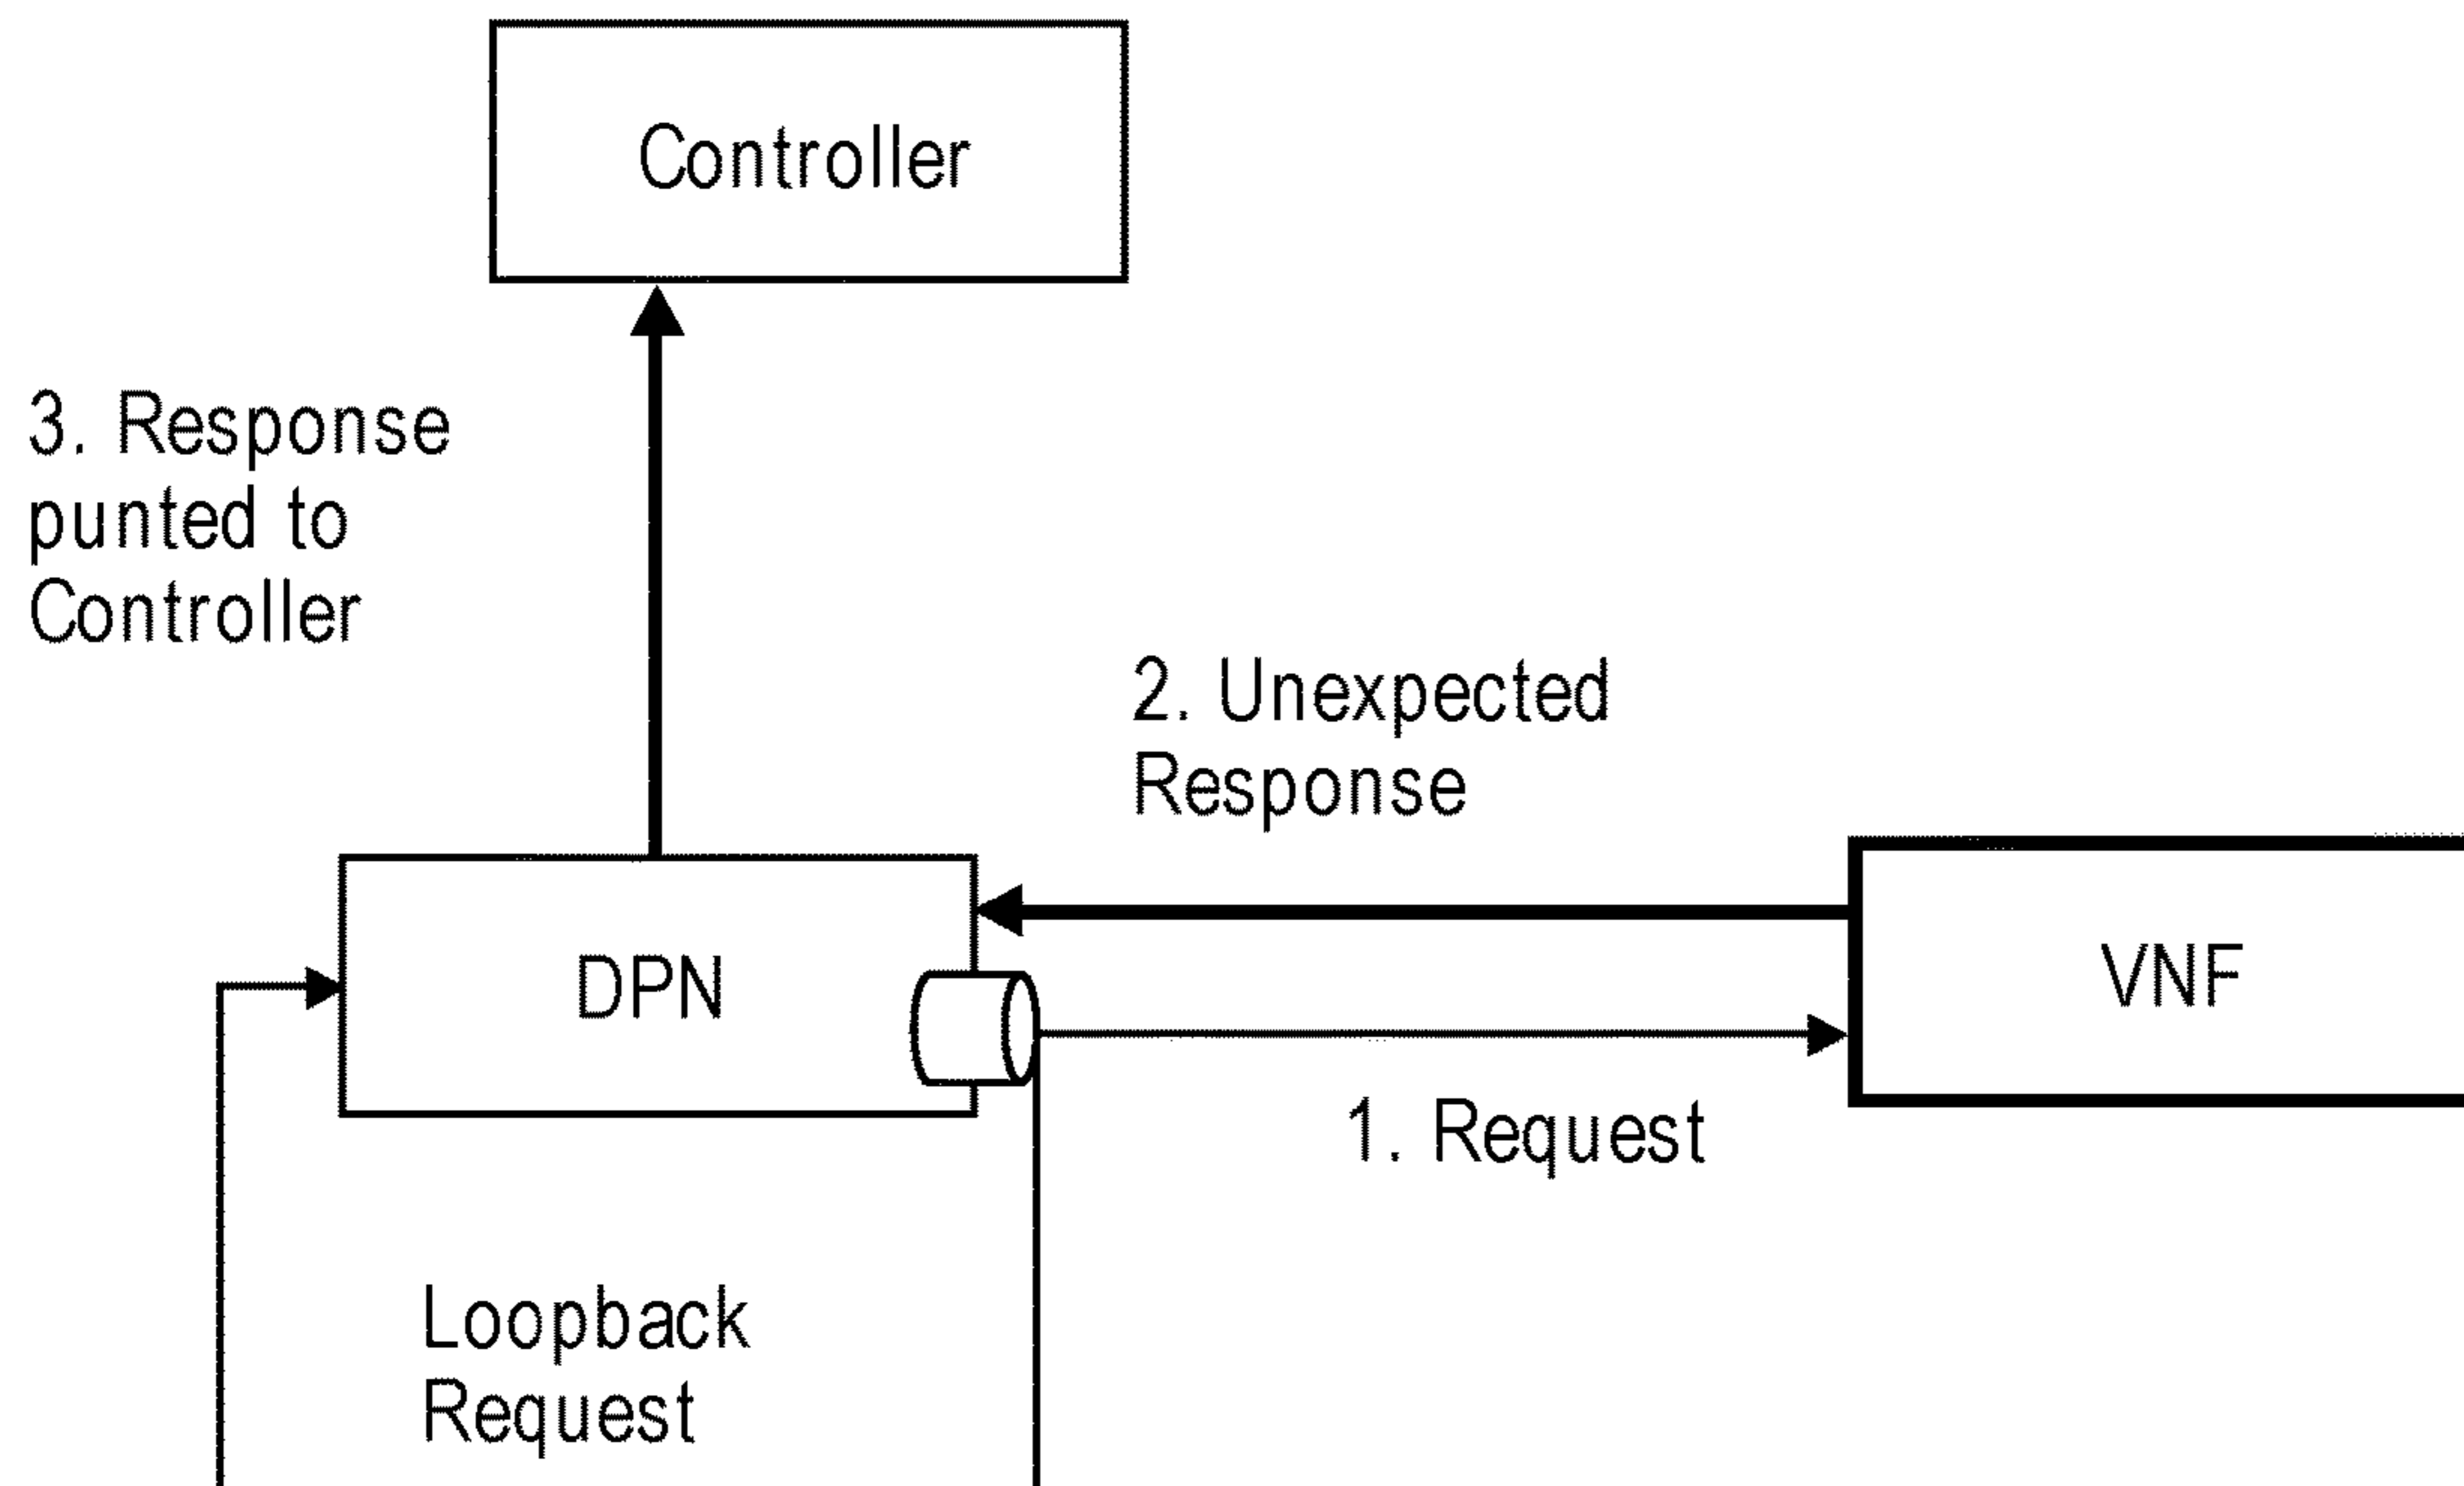 Controller
3. Response
punted to
Controller
2. Unexpected
Response
DPN
VNF
1. Request
Loopback
Request